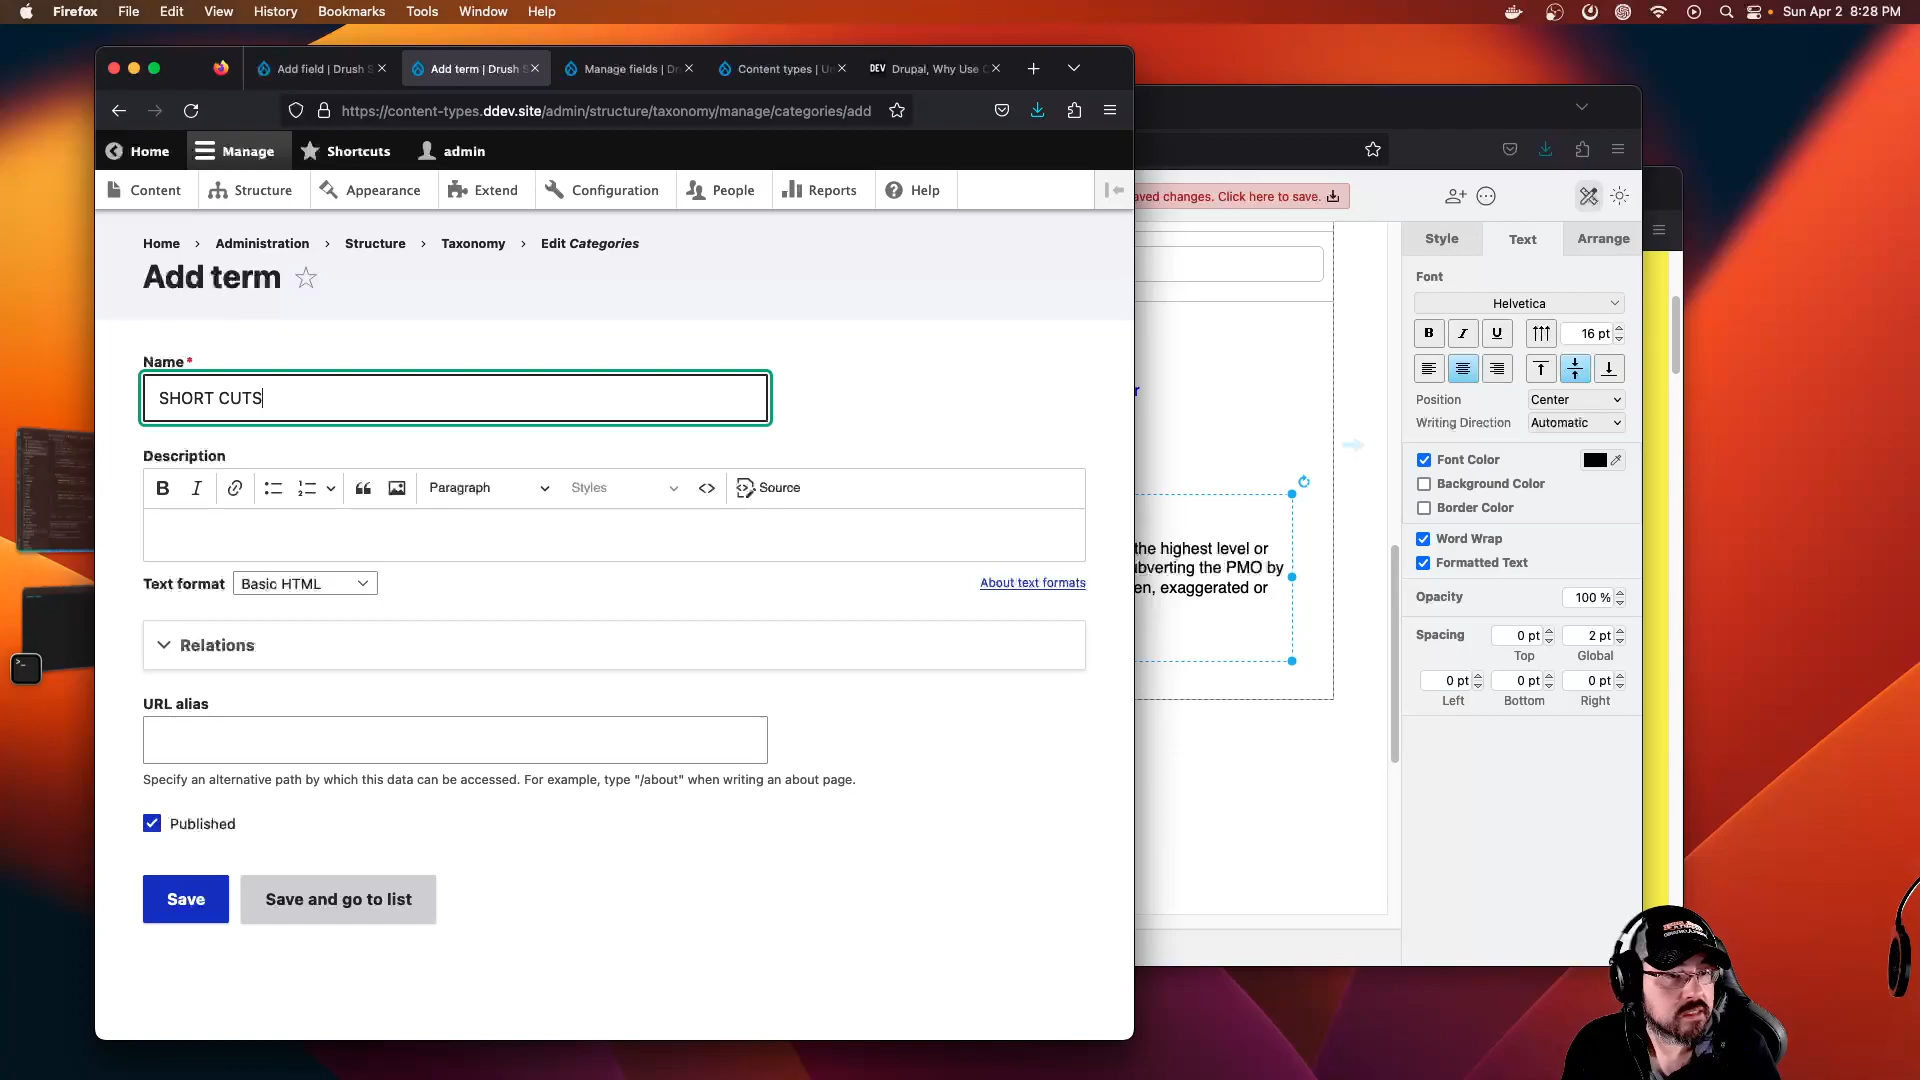 Firefox File Edit View History Bookmarks Tools Window Help
Sun Apr 2 8:28 PM
Add field | Drush S
Add term | Drush S
Manage fields | Dr
Content types | Un
DEV Drupal, Why Use C
https://content-types.ddev.site/admin/structure/taxonomy/manage/categories/add
Home Manage Shortcuts admin
Content Structure Appearance Extend Configuration People Reports Help
Home › Administration › Structure › Taxonomy › Edit Categories
Add term
Name*
SHORT CUTS
Description
B I Paragraph Styles <> Source
Text format Basic HTML
About text formats
Relations
URL alias
Specify an alternative path by which this data can be accessed. For example, type "/about" when writing an about page.
Published
Save Save and go to list
aved changes. Click here to save.
r
the highest level or
ubverting the PMO by
en, exaggerated or
Style Text Arrange
Font
Helvetica
B I U 16 pt
Position Center
Writing Direction Automatic
Font Color
Background Color
Border Color
Word Wrap
Formatted Text
Opacity 100 %
Spacing 0 pt 2 pt
Top Global
0 pt 0 pt 0 pt
Left Bottom Right